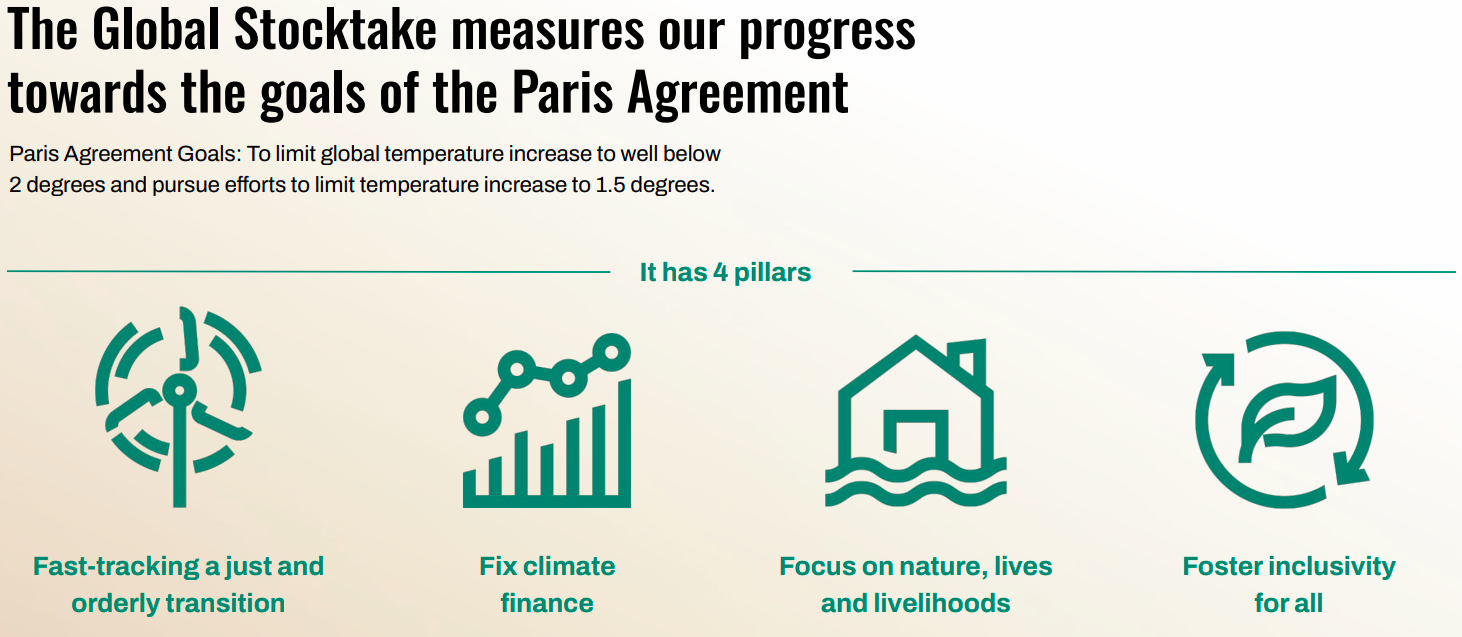 The Global Stocktake measures our progress
towards the goals of the Paris Agreement
Paris Agreement Goals: To limit global temperature increase to well below
2 degrees and pursue efforts to limit temperature increase to 1.5 degrees.
It has 4 pillars
Fast-tracking a just and
orderly transition
Fix climate
finance
Focus on nature, lives
and livelihoods
Foster inclusivity
for all